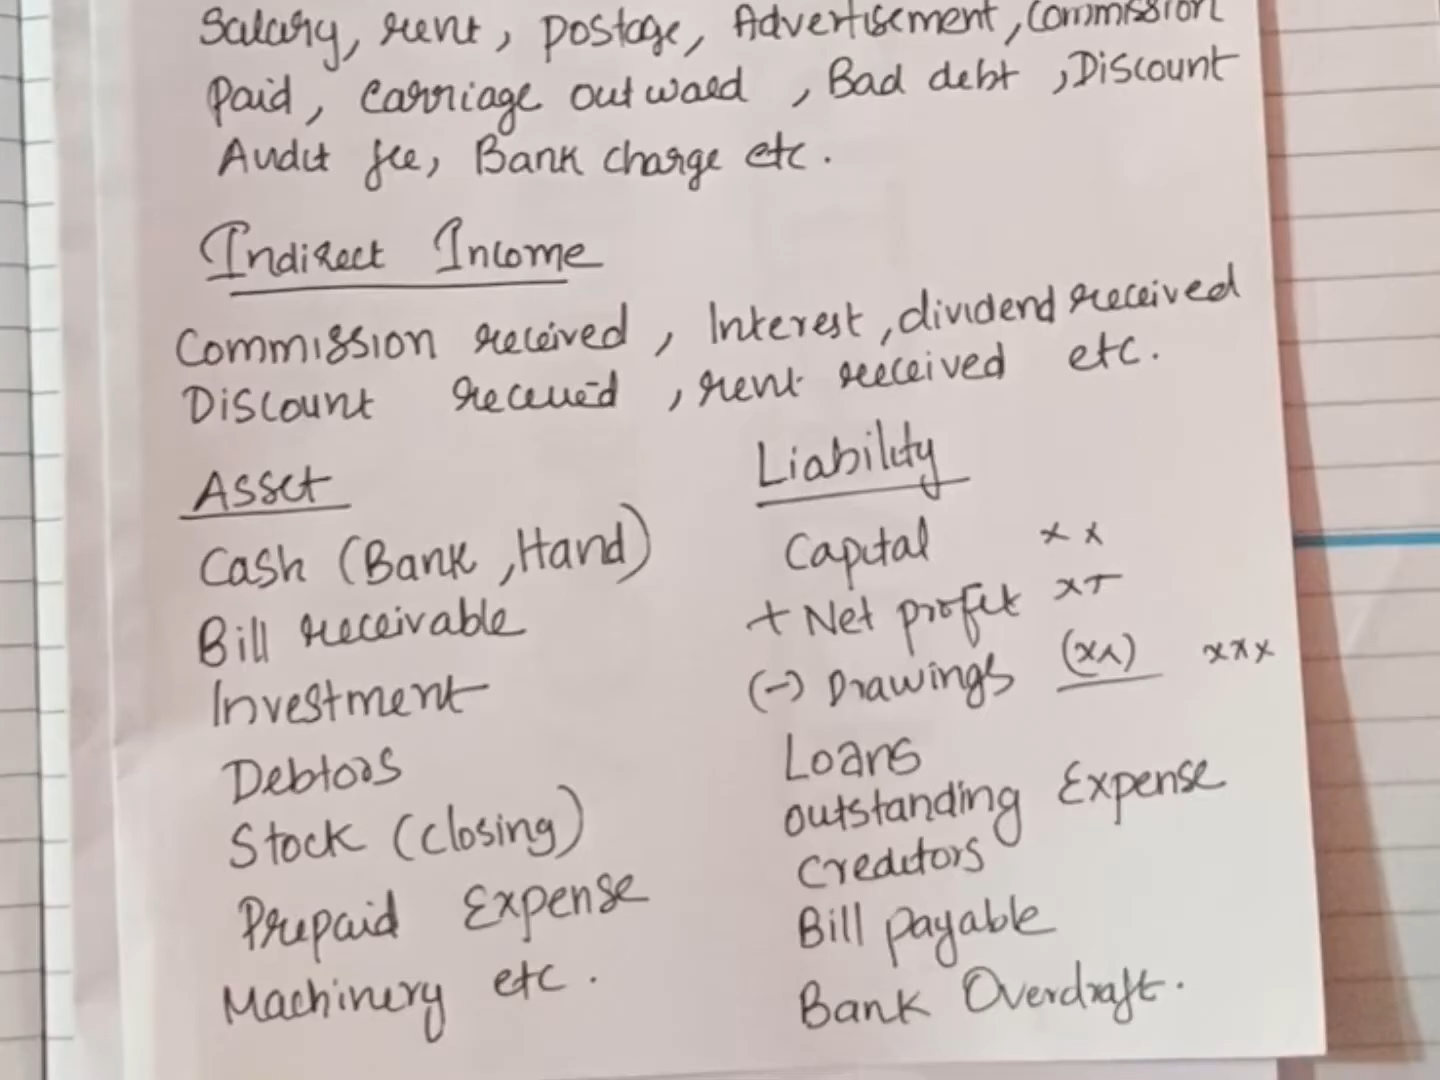 Salary, rent, postage, Advertisement, Commission
Paid, carriage outward, Bad debt, Discount
Audit fee, Bank charge etc.
Indirect Income
Commission received, Interest, dividend received
Discount received, rent received etc.
Asset
Cash (Bank, Hand)
Bill receivable
Investment
Debtors
Stock (closing)
Prepaid Expense
Machinery etc.
Liability
Capital xx
+ Net profit xx
(-) Drawings (xx) xxx
Loans
outstanding Expense
Creditors
Bill payable
Bank Overdraft.